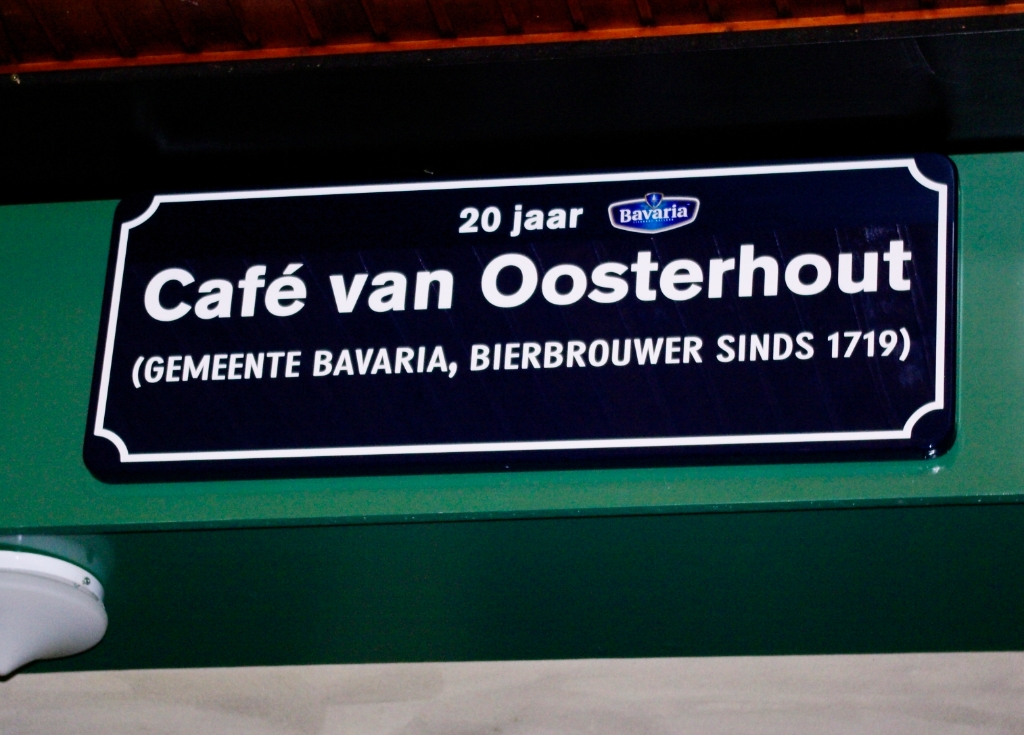 20 jaar Bavaria
Café van Oosterhout
(GEMEENTE BAVARIA, BIERBROUWER SINDS 1719)